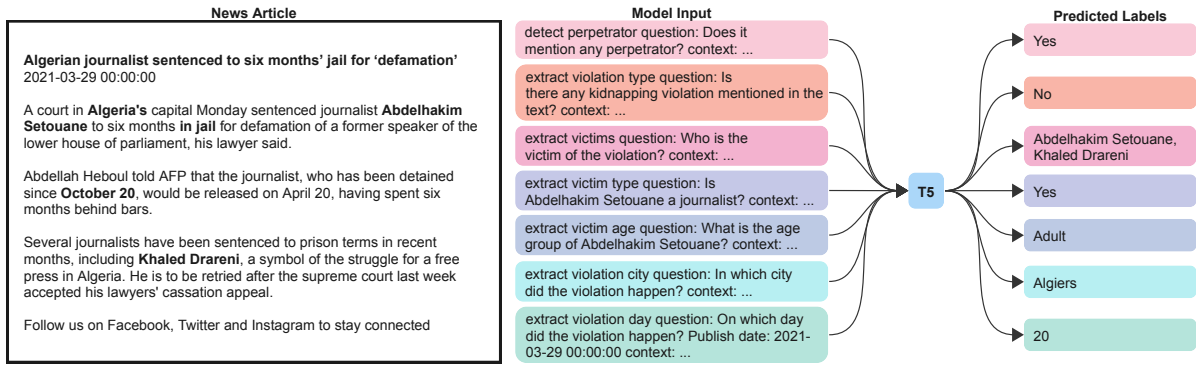 News Article
Algerian journalist sentenced to six months' jail for 'defamation'
2021-03-29 00:00:00
A court in Algeria's capital Monday sentenced journalist Abdelhakim
Setouane to six months in jail for defamation of a former speaker of the
lower house of parliament, his lawyer said.
Abdellah Heboul told AFP that the journalist, who has been detained
since October 20, would be released on April 20, having spent six
months behind bars.
Several journalists have been sentenced to prison terms in recent
months, including Khaled Drareni, a symbol of the struggle for a free
press in Algeria. He is to be retried after the supreme court last week
accepted his lawyers' cassation appeal.
Follow us on Facebook, Twitter and Instagram to stay connected
Model Input
detect perpetrator question: Does it
mention any perpetrator? context: ...
extract violation type question: Is
there any kidnapping violation mentioned in the
text? context: ...
extract victims question: Who is the
victim of the violation? context: ...
extract victim type question: Is
Abdelhakim Setouane a journalist? context: ...
extract victim age question: What is the age
group of Abdelhakim Setouane? context: ...
extract violation city question: In which city
did the violation happen? context: ...
extract violation day question: On which day
did the violation happen? Publish date: 2021-
03-29 00:00:00 context: ...
T5
Predicted Labels
Yes
No
Abdelhakim Setouane,
Khaled Drareni
Yes
Adult
Algiers
20